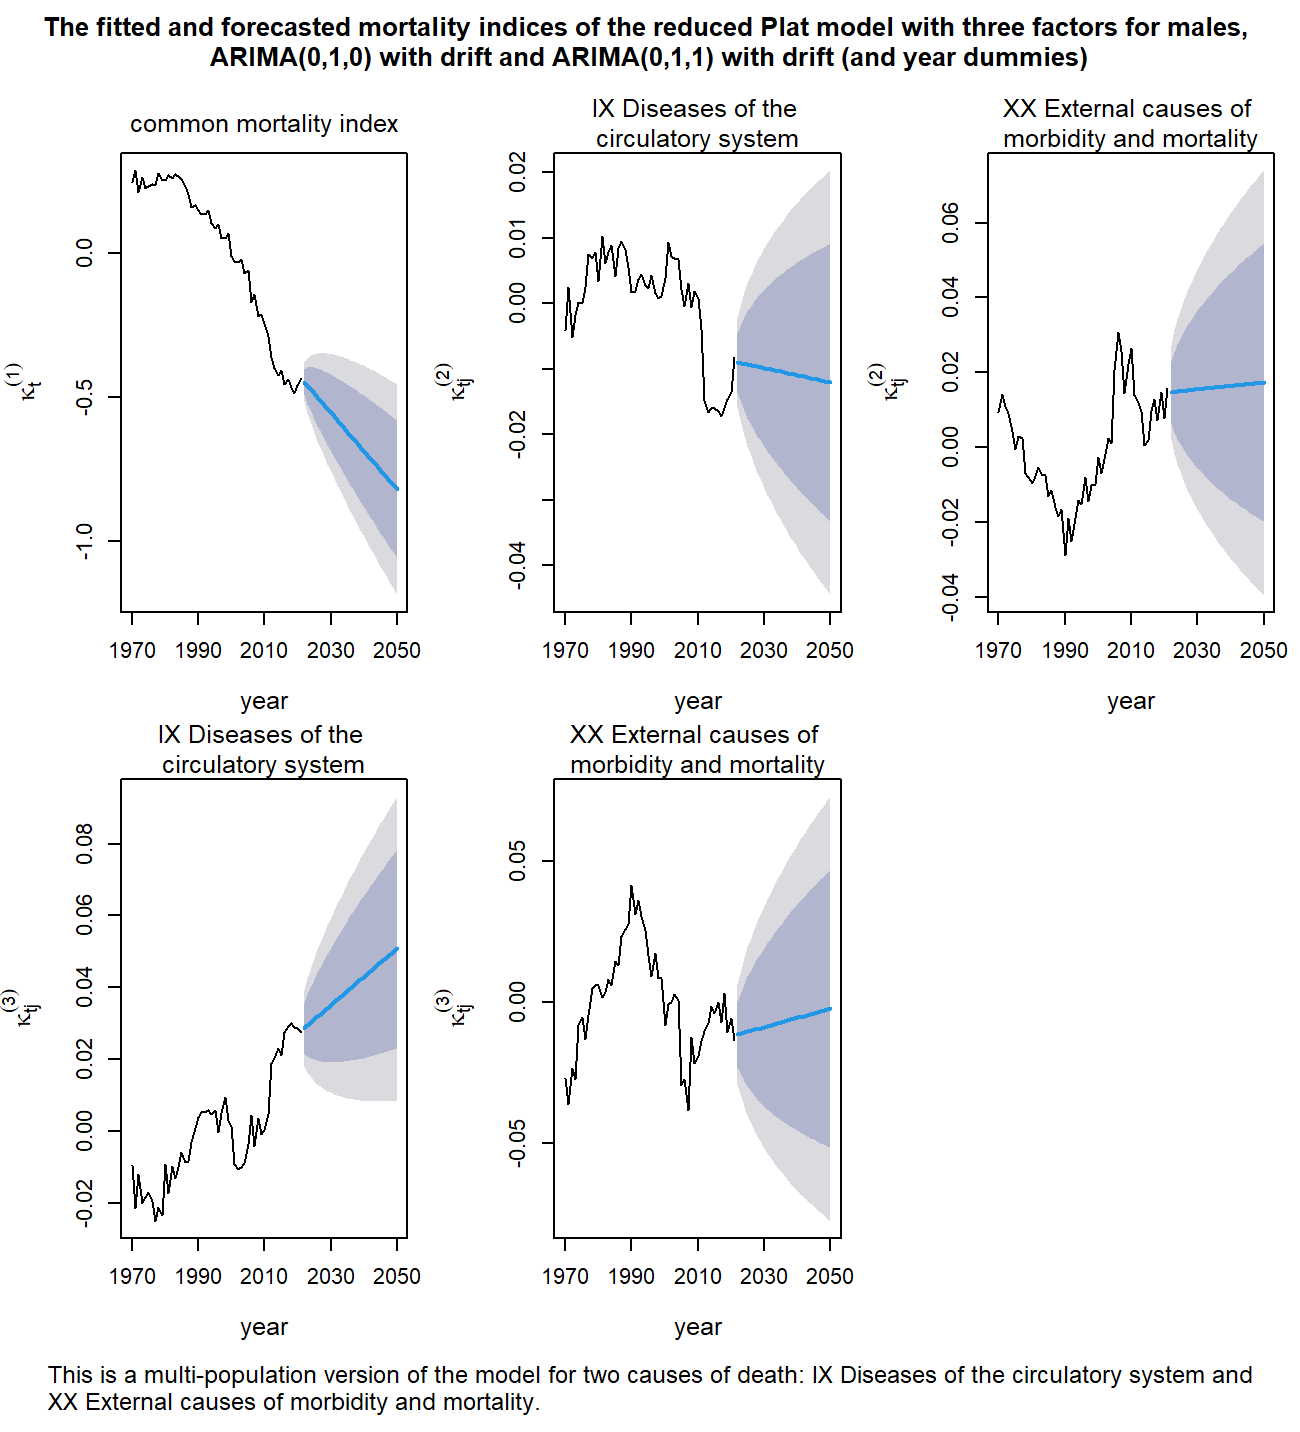 The fitted and forecasted mortality indices of the reduced Plat model with three factors for males,
ARIMA(0,1,0) with drift and ARIMA(0,1,1) with drift (and year dummies)
common mortality index
κt(1)
0.0
-0.5
-1.0
1970 1990 2010 2030 2050
year
IX Diseases of the
circulatory system
κtj(2)
0.02
0.01
0.00
-0.02
-0.04
1970 1990 2010 2030 2050
year
XX External causes of
morbidity and mortality
κtj(2)
0.06
0.04
0.02
0.00
-0.02
-0.04
1970 1990 2010 2030 2050
year
IX Diseases of the
circulatory system
κtj(3)
0.08
0.06
0.04
0.02
0.00
-0.02
1970 1990 2010 2030 2050
year
XX External causes of
morbidity and mortality
κtj(3)
0.05
0.00
-0.05
1970 1990 2010 2030 2050
year
This is a multi-population version of the model for two causes of death: IX Diseases of the circulatory system and
XX External causes of morbidity and mortality.